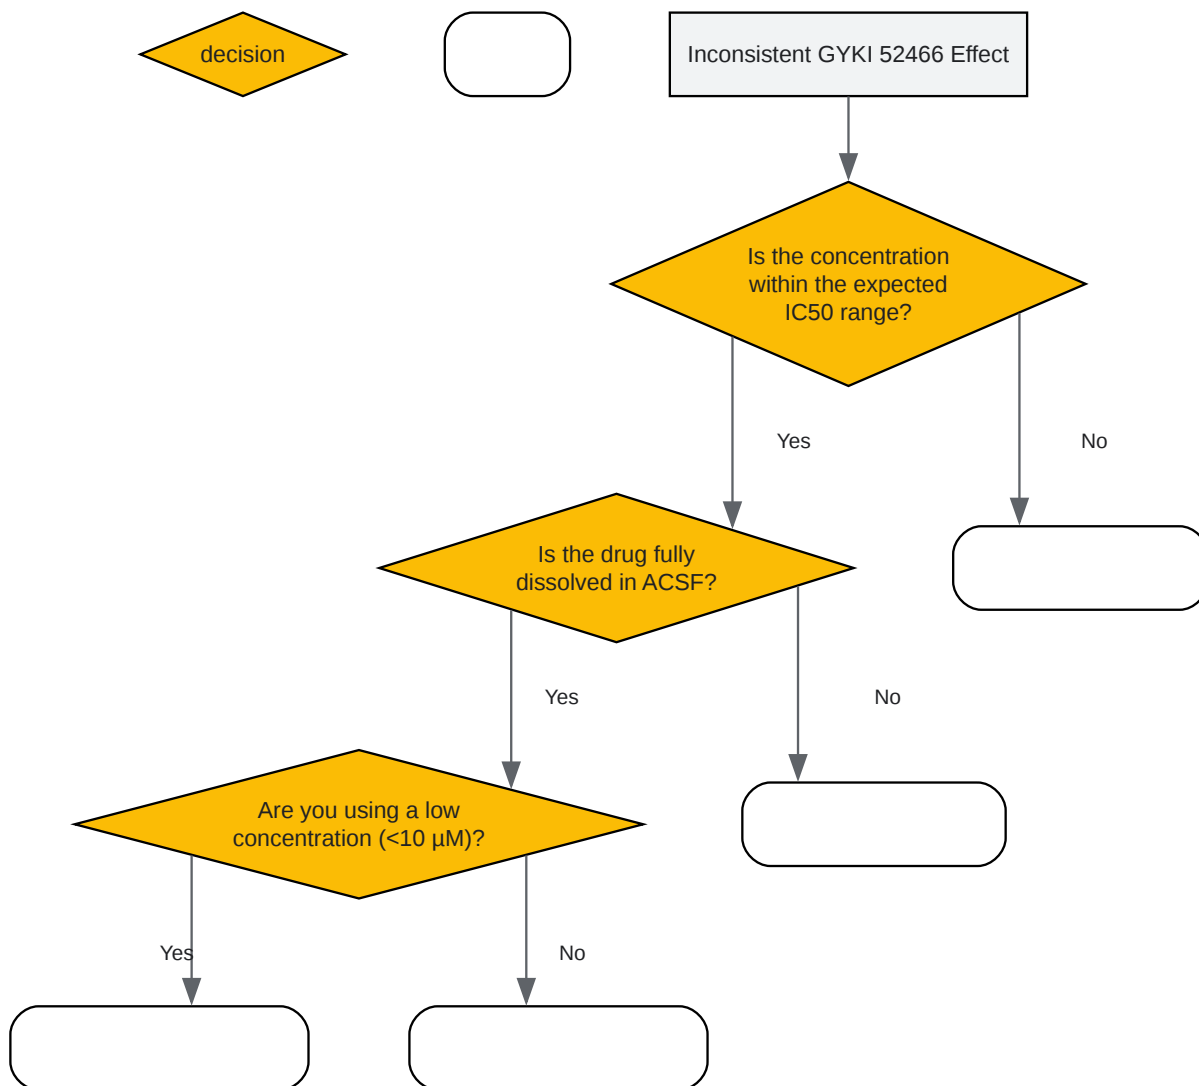 decision
Inconsistent GYKI 52466 Effect
Is the concentration
within the expected
IC50 range?
Yes
No
Is the drug fully
dissolved in ACSF?
Yes
No
Are you using a low
concentration (<10 µM)?
Yes
No